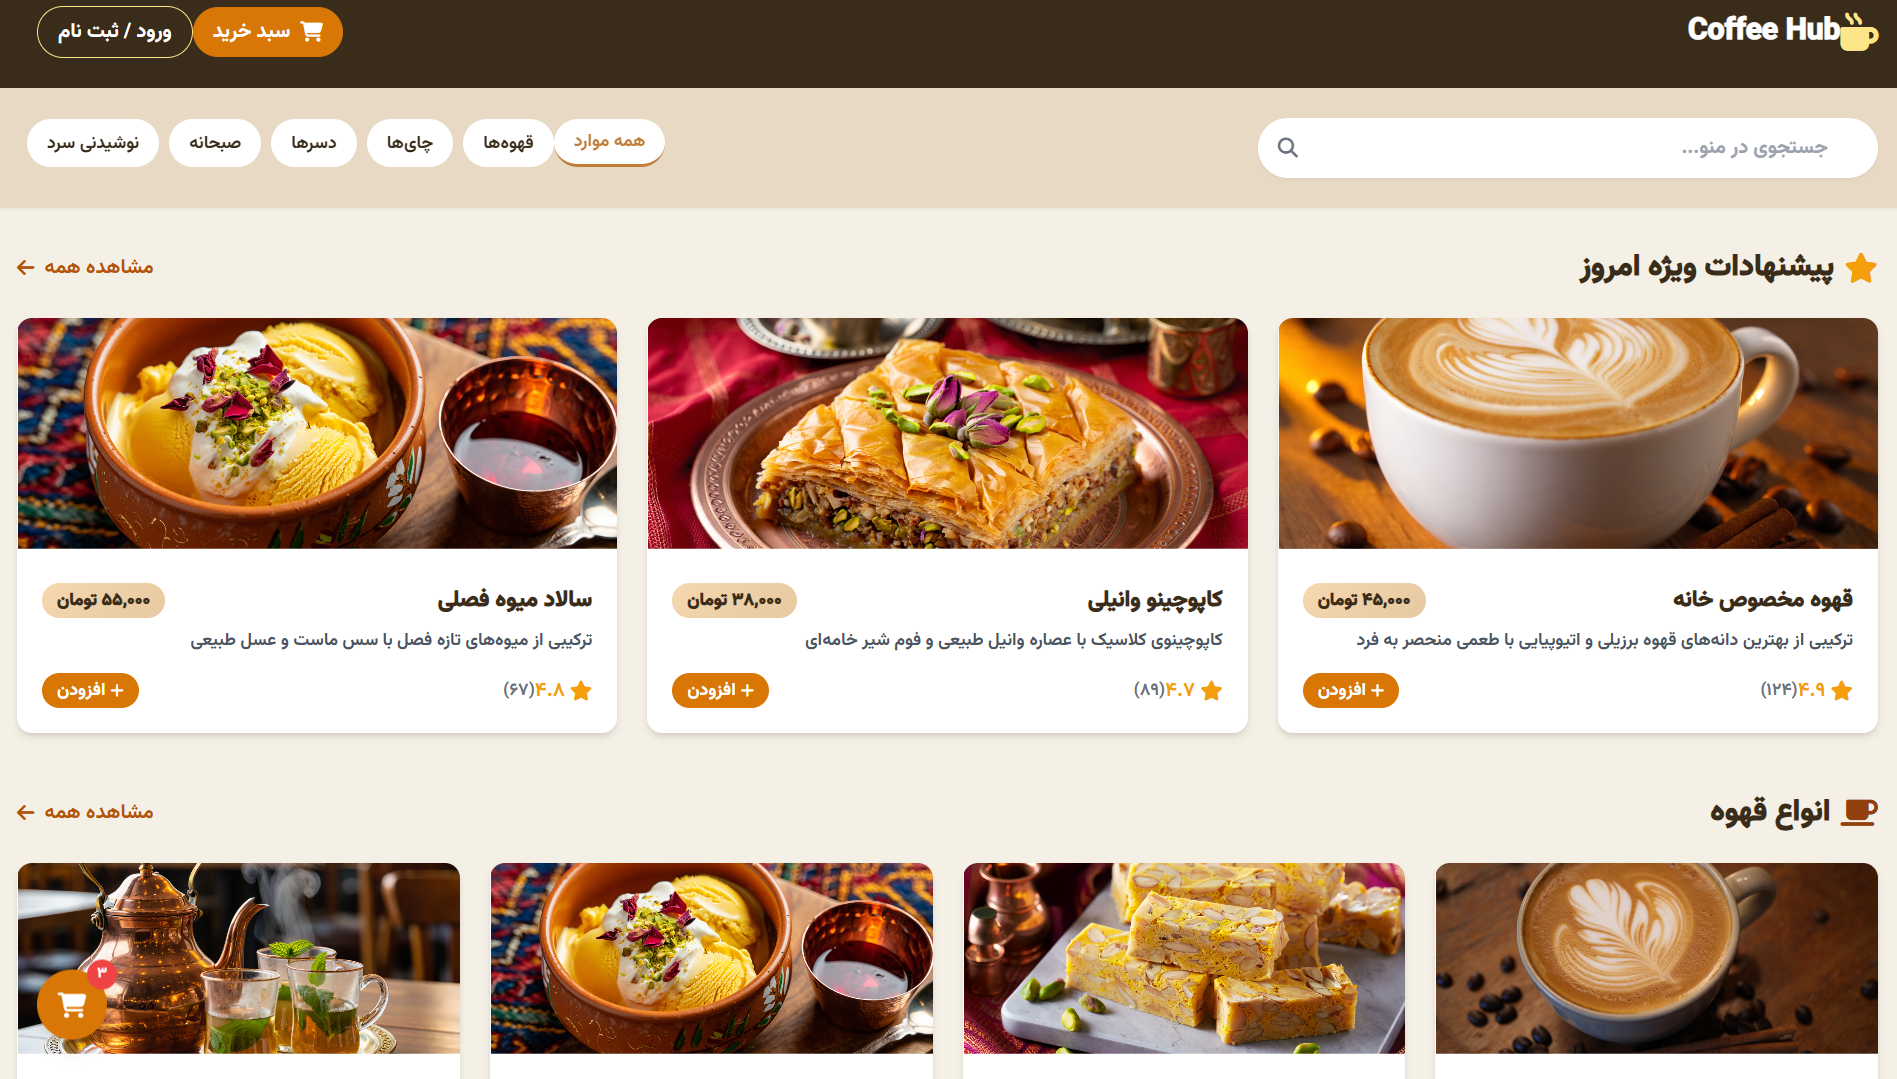 Coffee Hub
سبد خرید
ورود / ثبت نام
جستجوی در منو...
همه موارد
قهوه‌ها
چای‌ها
دسرها
صبحانه
نوشیدنی سرد
پیشنهادات ویژه امروز
مشاهده همه
قهوه مخصوص خانه
۴۵,۰۰۰ تومان
ترکیبی از بهترین دانه‌های قهوه برزیلی و اتیوپیایی با طعمی منحصر به فرد
۴.۹(۱۲۴)
افزودن
کاپوچینو وانیلی
۳۸,۰۰۰ تومان
کاپوچینوی کلاسیک با عصاره وانیل طبیعی و فوم شیر خامه‌ای
۴.۷(۸۹)
افزودن
سالاد میوه فصلی
۵۵,۰۰۰ تومان
ترکیبی از میوه‌های تازه فصل با سس ماست و عسل طبیعی
۴.۸(۶۷)
افزودن
انواع قهوه
مشاهده همه
۳